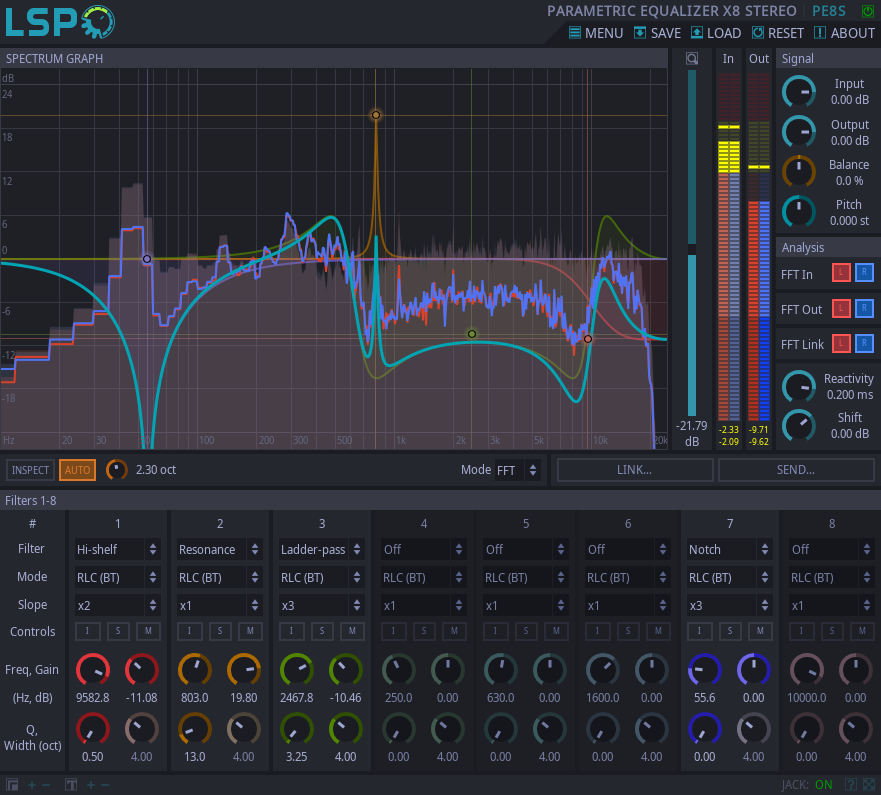 LSP
PARAMETRIC EQUALIZER X8 STEREO PE8S
MENU SAVE LOAD RESET ABOUT
SPECTRUM GRAPH
In Out
Signal
dB
24
18
12
6
0
-6
-12
-18
Hz 20 30 50 100 200 300 500 1k 2k 3k 5k 10k 20k
-21.79
dB
-2.33
-2.09
-9.71
-9.62
Input
0.00 dB
Output
0.00 dB
Balance
0.0 %
Pitch
0.000 st
Analysis
FFT In L R
FFT Out L R
FFT Link L R
Reactivity
0.200 ms
Shift
0.00 dB
INSPECT AUTO 2.30 oct Mode FFT LINK... SEND...
Filters 1-8
# 1 2 3 4 5 6 7 8
Filter Hi-shelf Resonance Ladder-pass Off Off Off Notch Off
Mode RLC (BT) RLC (BT) RLC (BT) RLC (BT) RLC (BT) RLC (BT) RLC (BT) RLC (BT)
Slope x2 x1 x3 x1 x1 x1 x3 x1
Controls I S M I S M I S M I S M I S M I S M I S M I S M
Freq, Gain
(Hz, dB) 9582.8 -11.08 803.0 19.80 2467.8 -10.46 250.0 0.00 630.0 0.00 1600.0 0.00 55.6 0.00 10000.0 0.00
Q,
Width (oct) 0.50 4.00 13.0 4.00 3.25 4.00 0.00 4.00 0.00 4.00 0.00 4.00 0.00 4.00 0.00 4.00
T + − JACK: ON ?